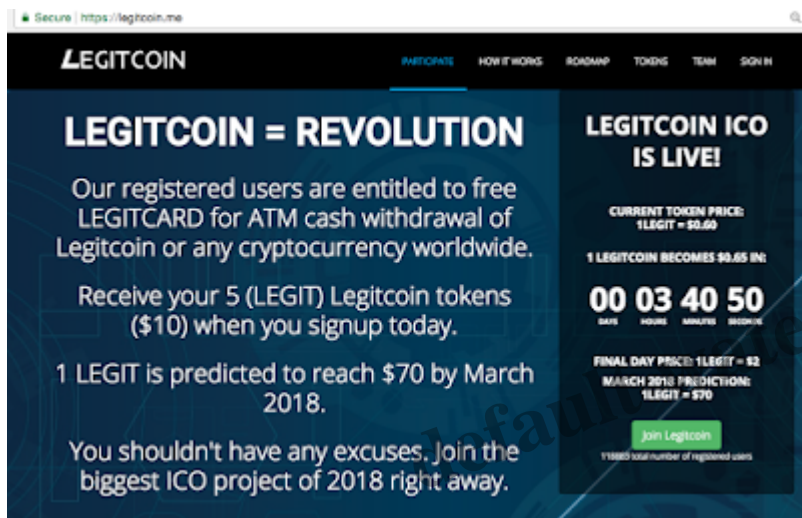 Secure | https://legitcoin.me
LEGITCOIN
PARTICIPATE HOW IT WORKS ROADMAP TOKENS TEAM SIGN IN
LEGITCOIN = REVOLUTION
Our registered users are entitled to free
LEGITCARD for ATM cash withdrawal of
Legitcoin or any cryptocurrency worldwide.
Receive your 5 (LEGIT) Legitcoin tokens
($10) when you signup today.
1 LEGIT is predicted to reach $70 by March
2018.
You shouldn't have any excuses. Join the
biggest ICO project of 2018 right away.
LEGITCOIN ICO
IS LIVE!
CURRENT TOKEN PRICE:
1LEGIT = $0.60
1 LEGITCOIN BECOMES $0.65 IN:
00 03 40 50
DAYS HOURS MINUTES SECONDS
FINAL DAY PRICE: 1LEGIT = $2
MARCH 2018 PREDICTION:
1LEGIT = $70
Join Legitcoin
total number of registered users